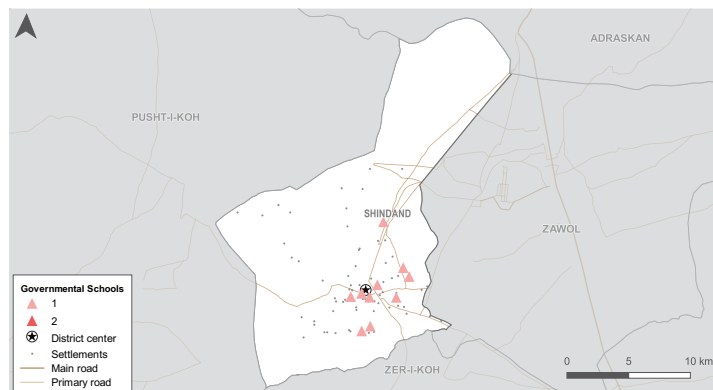 ADRASKAN
PUSHT-I-KOH
SHINDAND
ZAWOL
ZER-I-KOH
Governmental Schools
1
2
District center
Settlements
Main road
Primary road
0 5 10 km